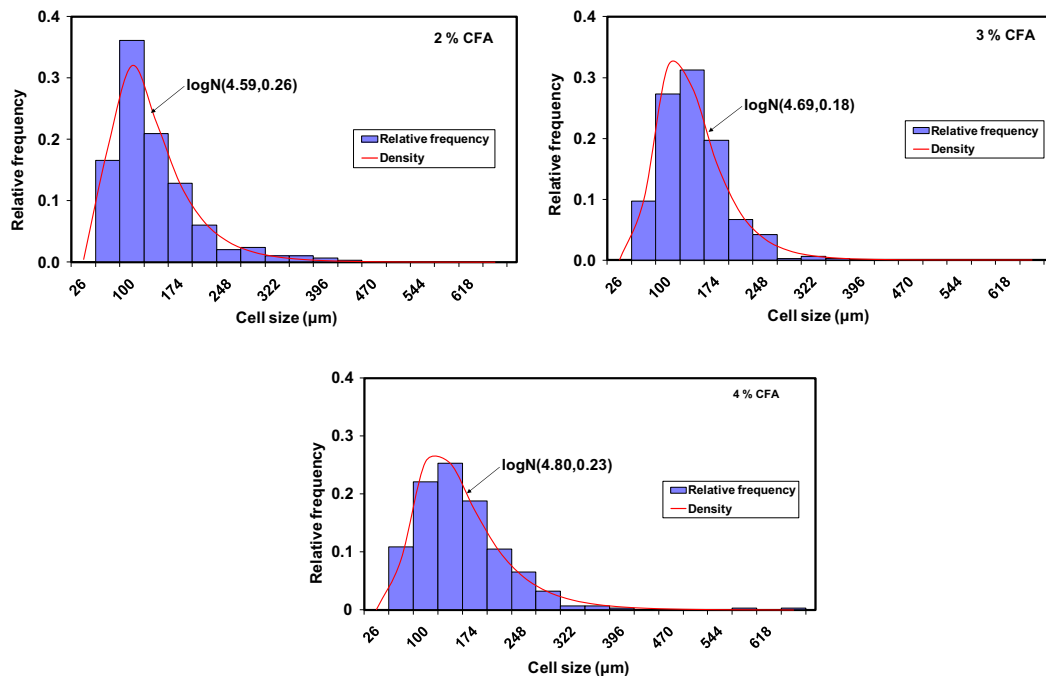 2 % CFA
0.4
0.3
0.2
0.1
0.0
Relative frequency
logN(4.59,0.26)
Relative frequency
Density
26
100
174
248
322
396
470
544
618
Cell size (µm)
3 % CFA
0.4
0.3
0.2
0.1
0.0
Relative frequency
logN(4.69,0.18)
Relative frequency
Density
26
100
174
248
322
396
470
544
618
Cell size (µm)
4 % CFA
0.4
0.3
0.2
0.1
0
Relative frequency
logN(4.80,0.23)
Relative frequency
Density
26
100
174
248
322
396
470
544
618
Cell size (µm)